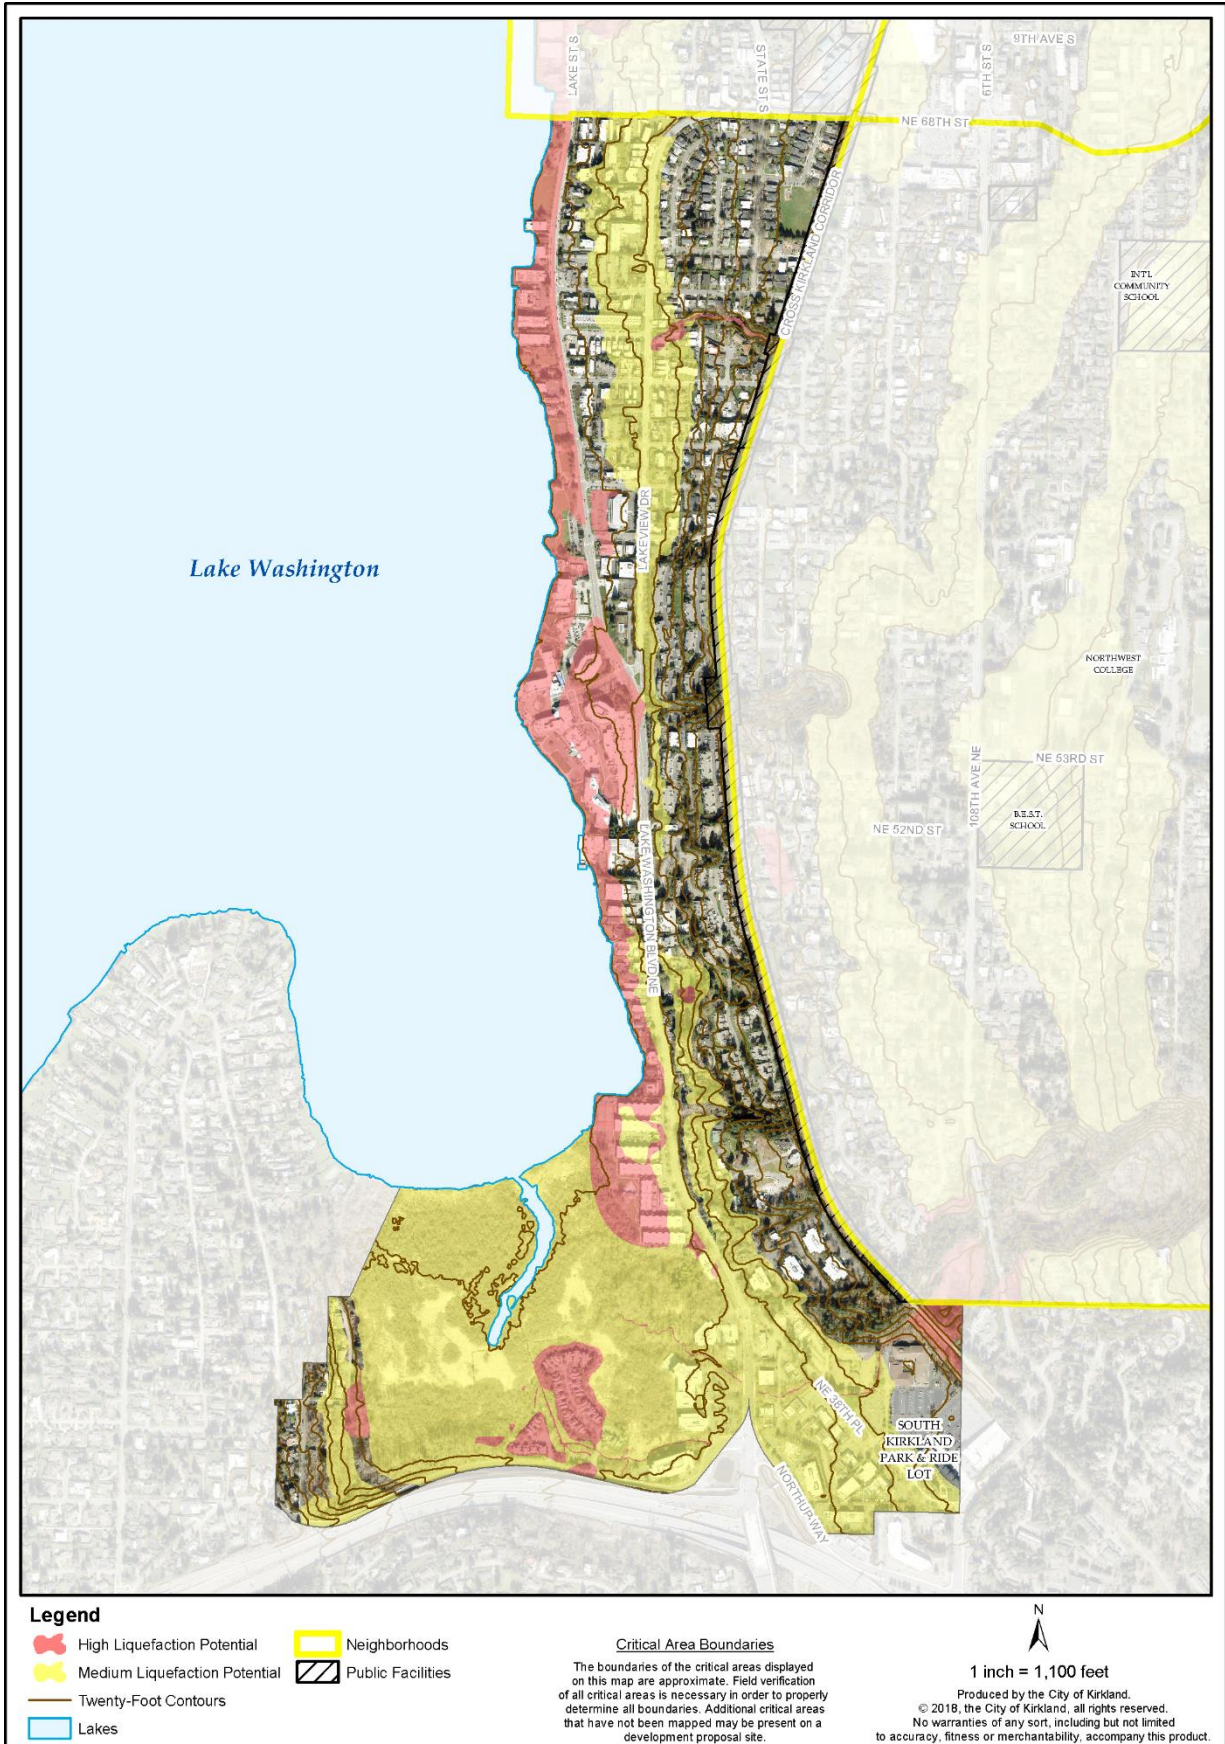 LAKE ST S
STATE ST S
6TH ST S
9TH AVE S
NE 68TH ST
CROSS KIRKLAND CORRIDOR
INT'L
COMMUNITY
SCHOOL
LAKEVIEW DR
Lake Washington
NORTHWEST
COLLEGE
108TH AVE NE
NE 53RD ST
B.E.S.T.
SCHOOL
NE 52ND ST
LAKE WASHINGTON BLVD NE
NE 38TH PL
SOUTH
KIRKLAND
PARK & RIDE
LOT
NORTHUP WAY
Legend
High Liquefaction Potential
Medium Liquefaction Potential
Twenty-Foot Contours
Lakes
Neighborhoods
Public Facilities
Critical Area Boundaries
The boundaries of the critical areas displayed
on this map are approximate. Field verification
of all critical areas is necessary in order to properly
determine all boundaries. Additional critical areas
that have not been mapped may be present on a
development proposal site.
N
1 inch = 1,100 feet
Produced by the City of Kirkland.
© 2018, the City of Kirkland, all rights reserved.
No warranties of any sort, including but not limited
to accuracy, fitness or merchantability, accompany this product.